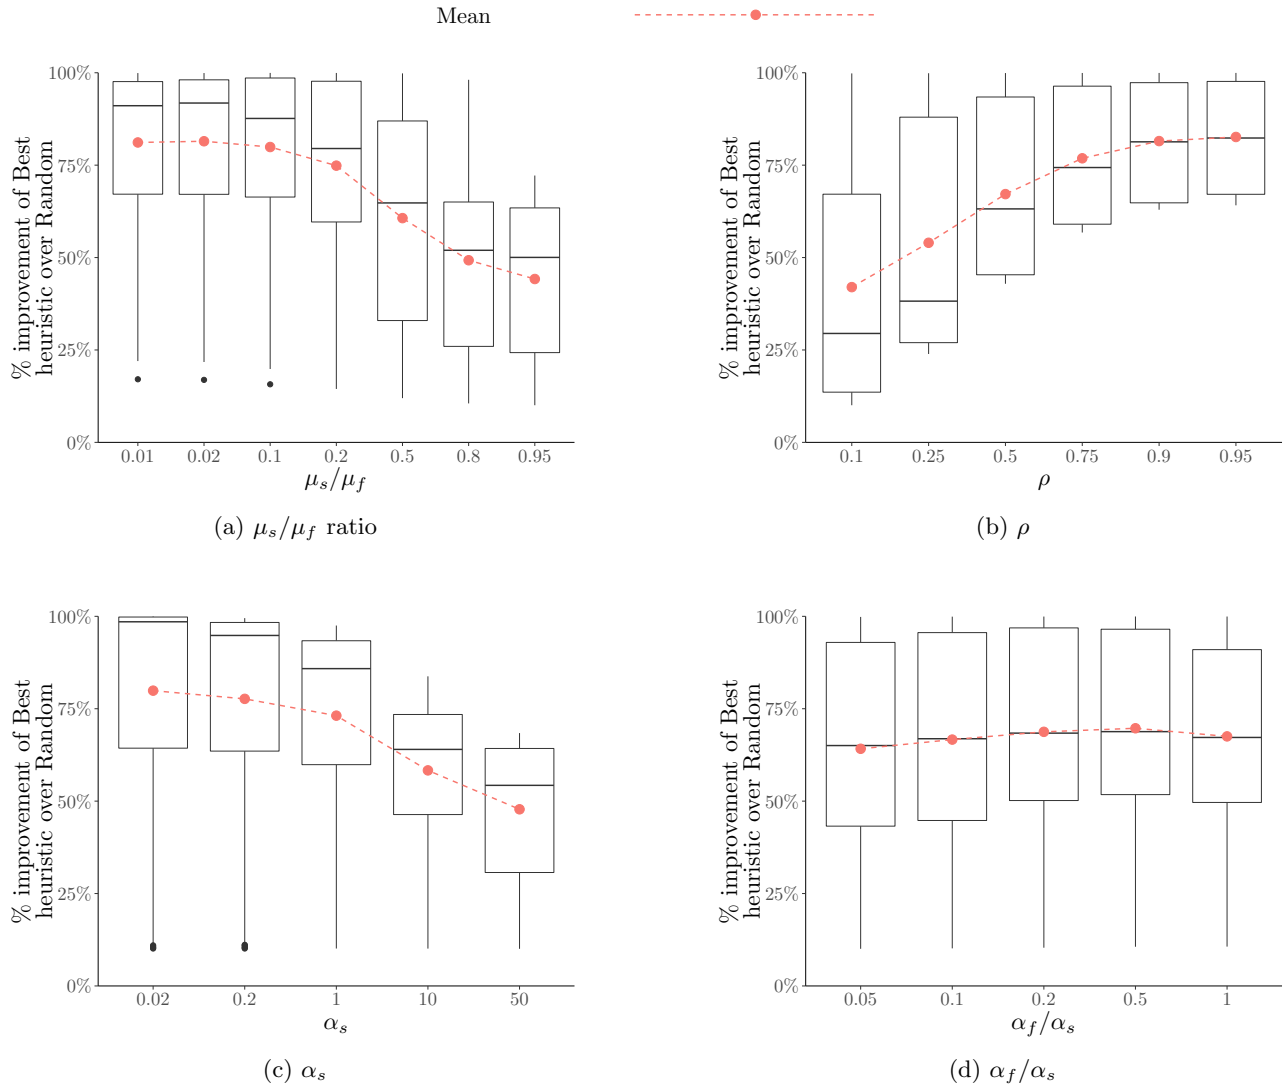 Mean
% improvement of Best
heuristic over Random
100%
75%
50%
25%
0%
0.01 0.02 0.1 0.2 0.5 0.8 0.95
μs/μf
(a) μs/μf ratio
% improvement of Best
heuristic over Random
100%
75%
50%
25%
0%
0.1 0.25 0.5 0.75 0.9 0.95
ρ
(b) ρ
% improvement of Best
heuristic over Random
100%
75%
50%
25%
0%
0.02 0.2 1 10 50
αs
(c) αs
% improvement of Best
heuristic over Random
100%
75%
50%
25%
0%
0.05 0.1 0.2 0.5 1
αf/αs
(d) αf/αs